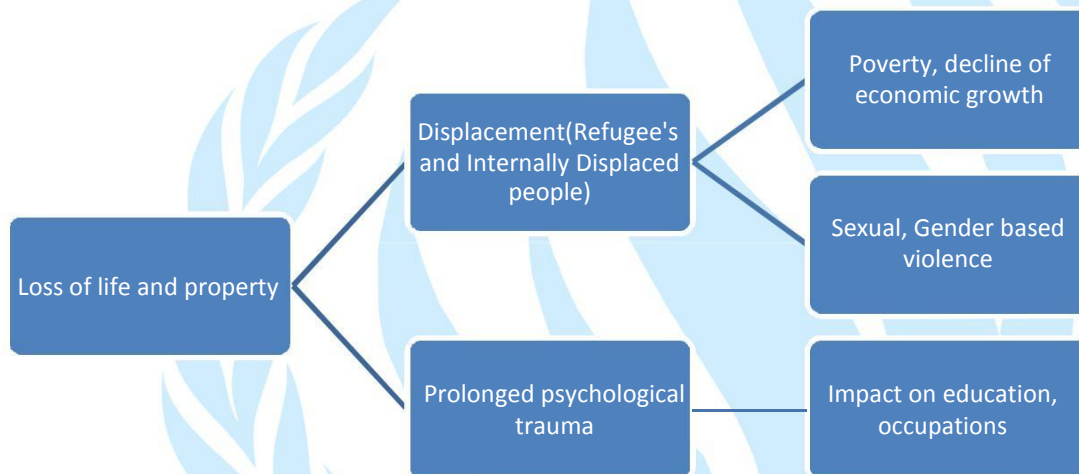 Loss of life and property
Displacement(Refugee's
and Internally Displaced
people)
Poverty, decline of
economic growth
Sexual, Gender based
violence
Prolonged psychological
trauma
Impact on education,
occupations